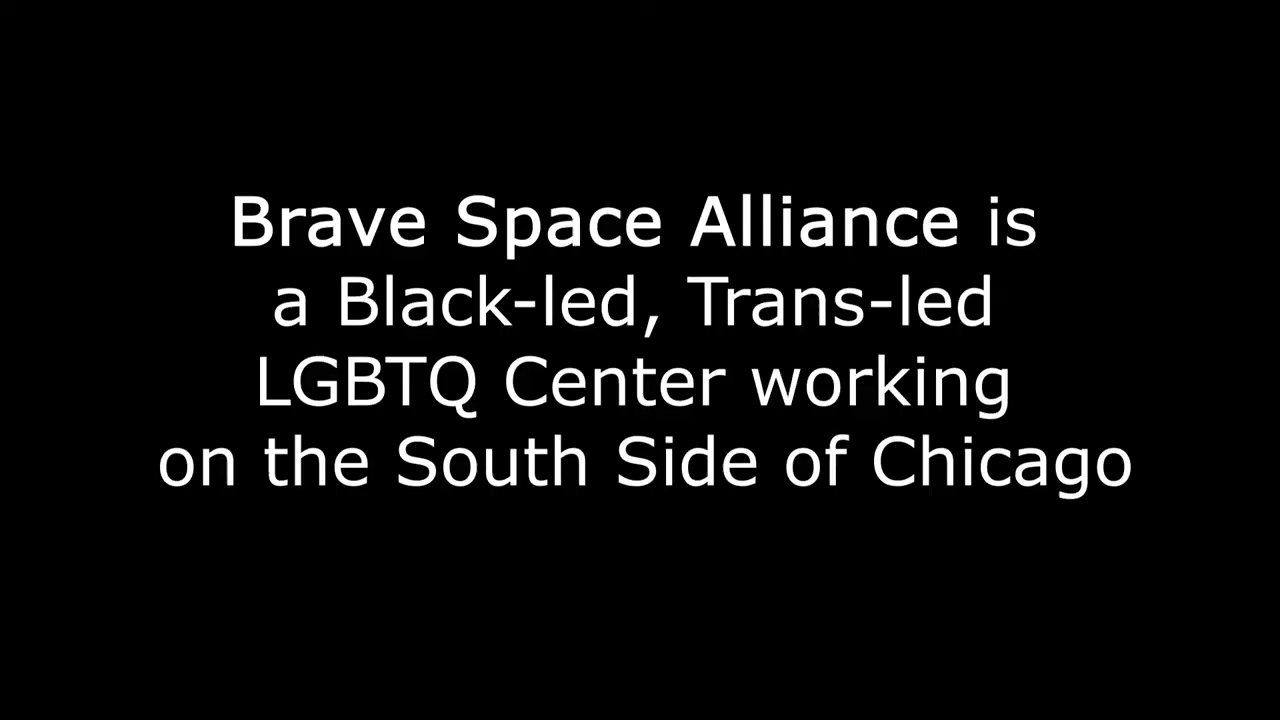 Brave Space Alliance is
a Black-led, Trans-led
LGBTQ Center working
on the South Side of Chicago